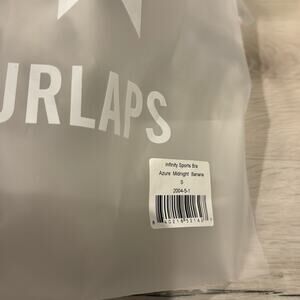 URLAPS
Infinity Sports Bra
Azure Midnight Banana
S
2004-5-1